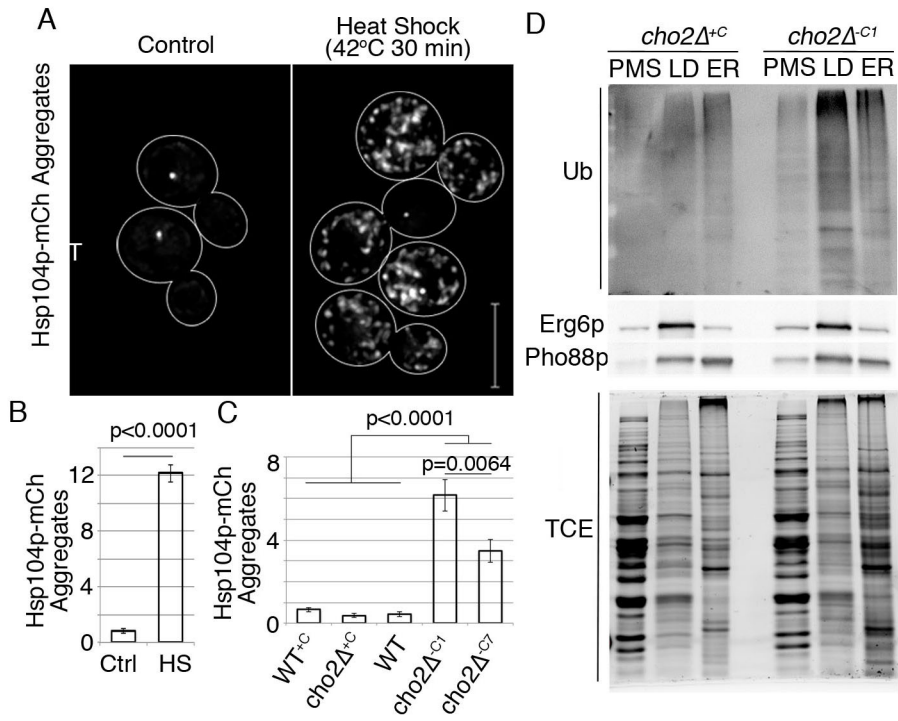 A
Control
Heat Shock
(42ºC 30 min)
Hsp104p-mCh Aggregates
T
B
p<0.0001
Hsp104p-mCh
Aggregates
12
8
4
0
Ctrl HS
C
p<0.0001
p=0.0064
Hsp104p-mCh
Aggregates
8
4
0
WT+C
cho2Δ+C
WT
cho2Δ-C1
cho2Δ-C7
D
cho2Δ+C cho2Δ-C1
PMS LD ER PMS LD ER
Ub
Erg6p
Pho88p
TCE